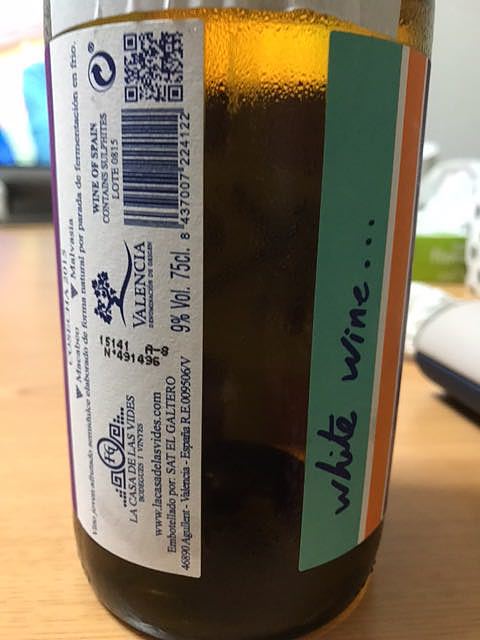 COSECHA 2015
Macabeo Malvasía
Vino joven afrutado semidulce elaborado de forma natural por parada de fermentación en frío.
LA CASA DE LAS VIDES
BODEGUES I VINYES
www.lacasadelasvides.com
Embotellado por: SAT EL GALTERO
46890 Agullent - Valencia - España R.E.009506/V
15141 P-8
Nº491496
VALENCIA
DENOMINACIÓN DE ORIGEN
9% Vol. 75cl.
WINE OF SPAIN
CONTAINS SULPHITES
LOTE 0815
8 437007 224122
white wine...